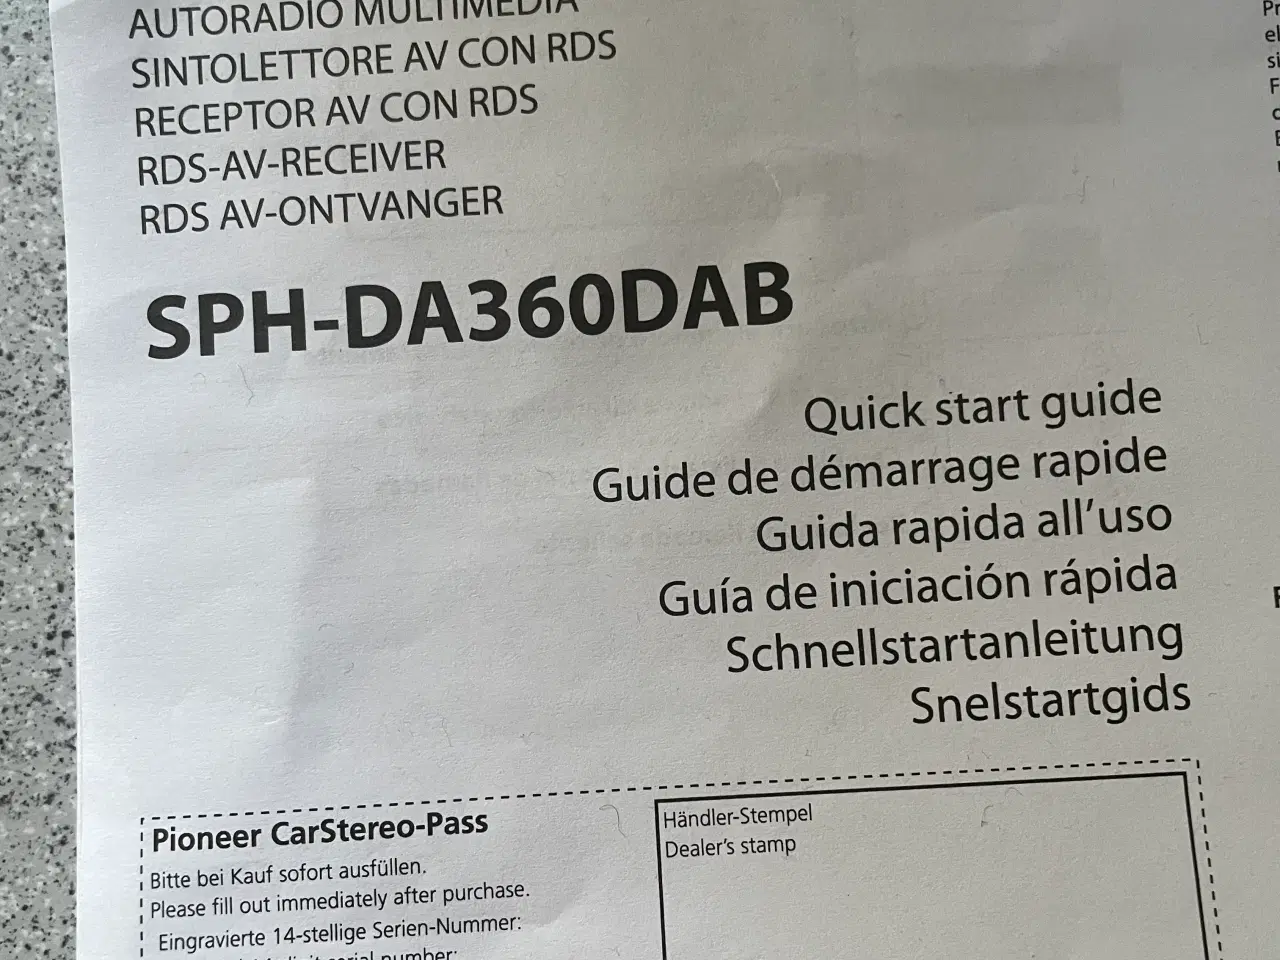 AUTORADIO MULTIMÉDIA
SINTOLETTORE AV CON RDS
RECEPTOR AV CON RDS
RDS-AV-RECEIVER
RDS AV-ONTVANGER
SPH-DA360DAB
Quick start guide
Guide de démarrage rapide
Guida rapida all’uso
Guía de iniciación rápida
Schnellstartanleitung
Snelstartgids
Pioneer CarStereo-Pass
Bitte bei Kauf sofort ausfüllen.
Please fill out immediately after purchase.
Eingravierte 14-stellige Serien-Nummer:
serial number:
Händler-Stempel
Dealer’s stamp